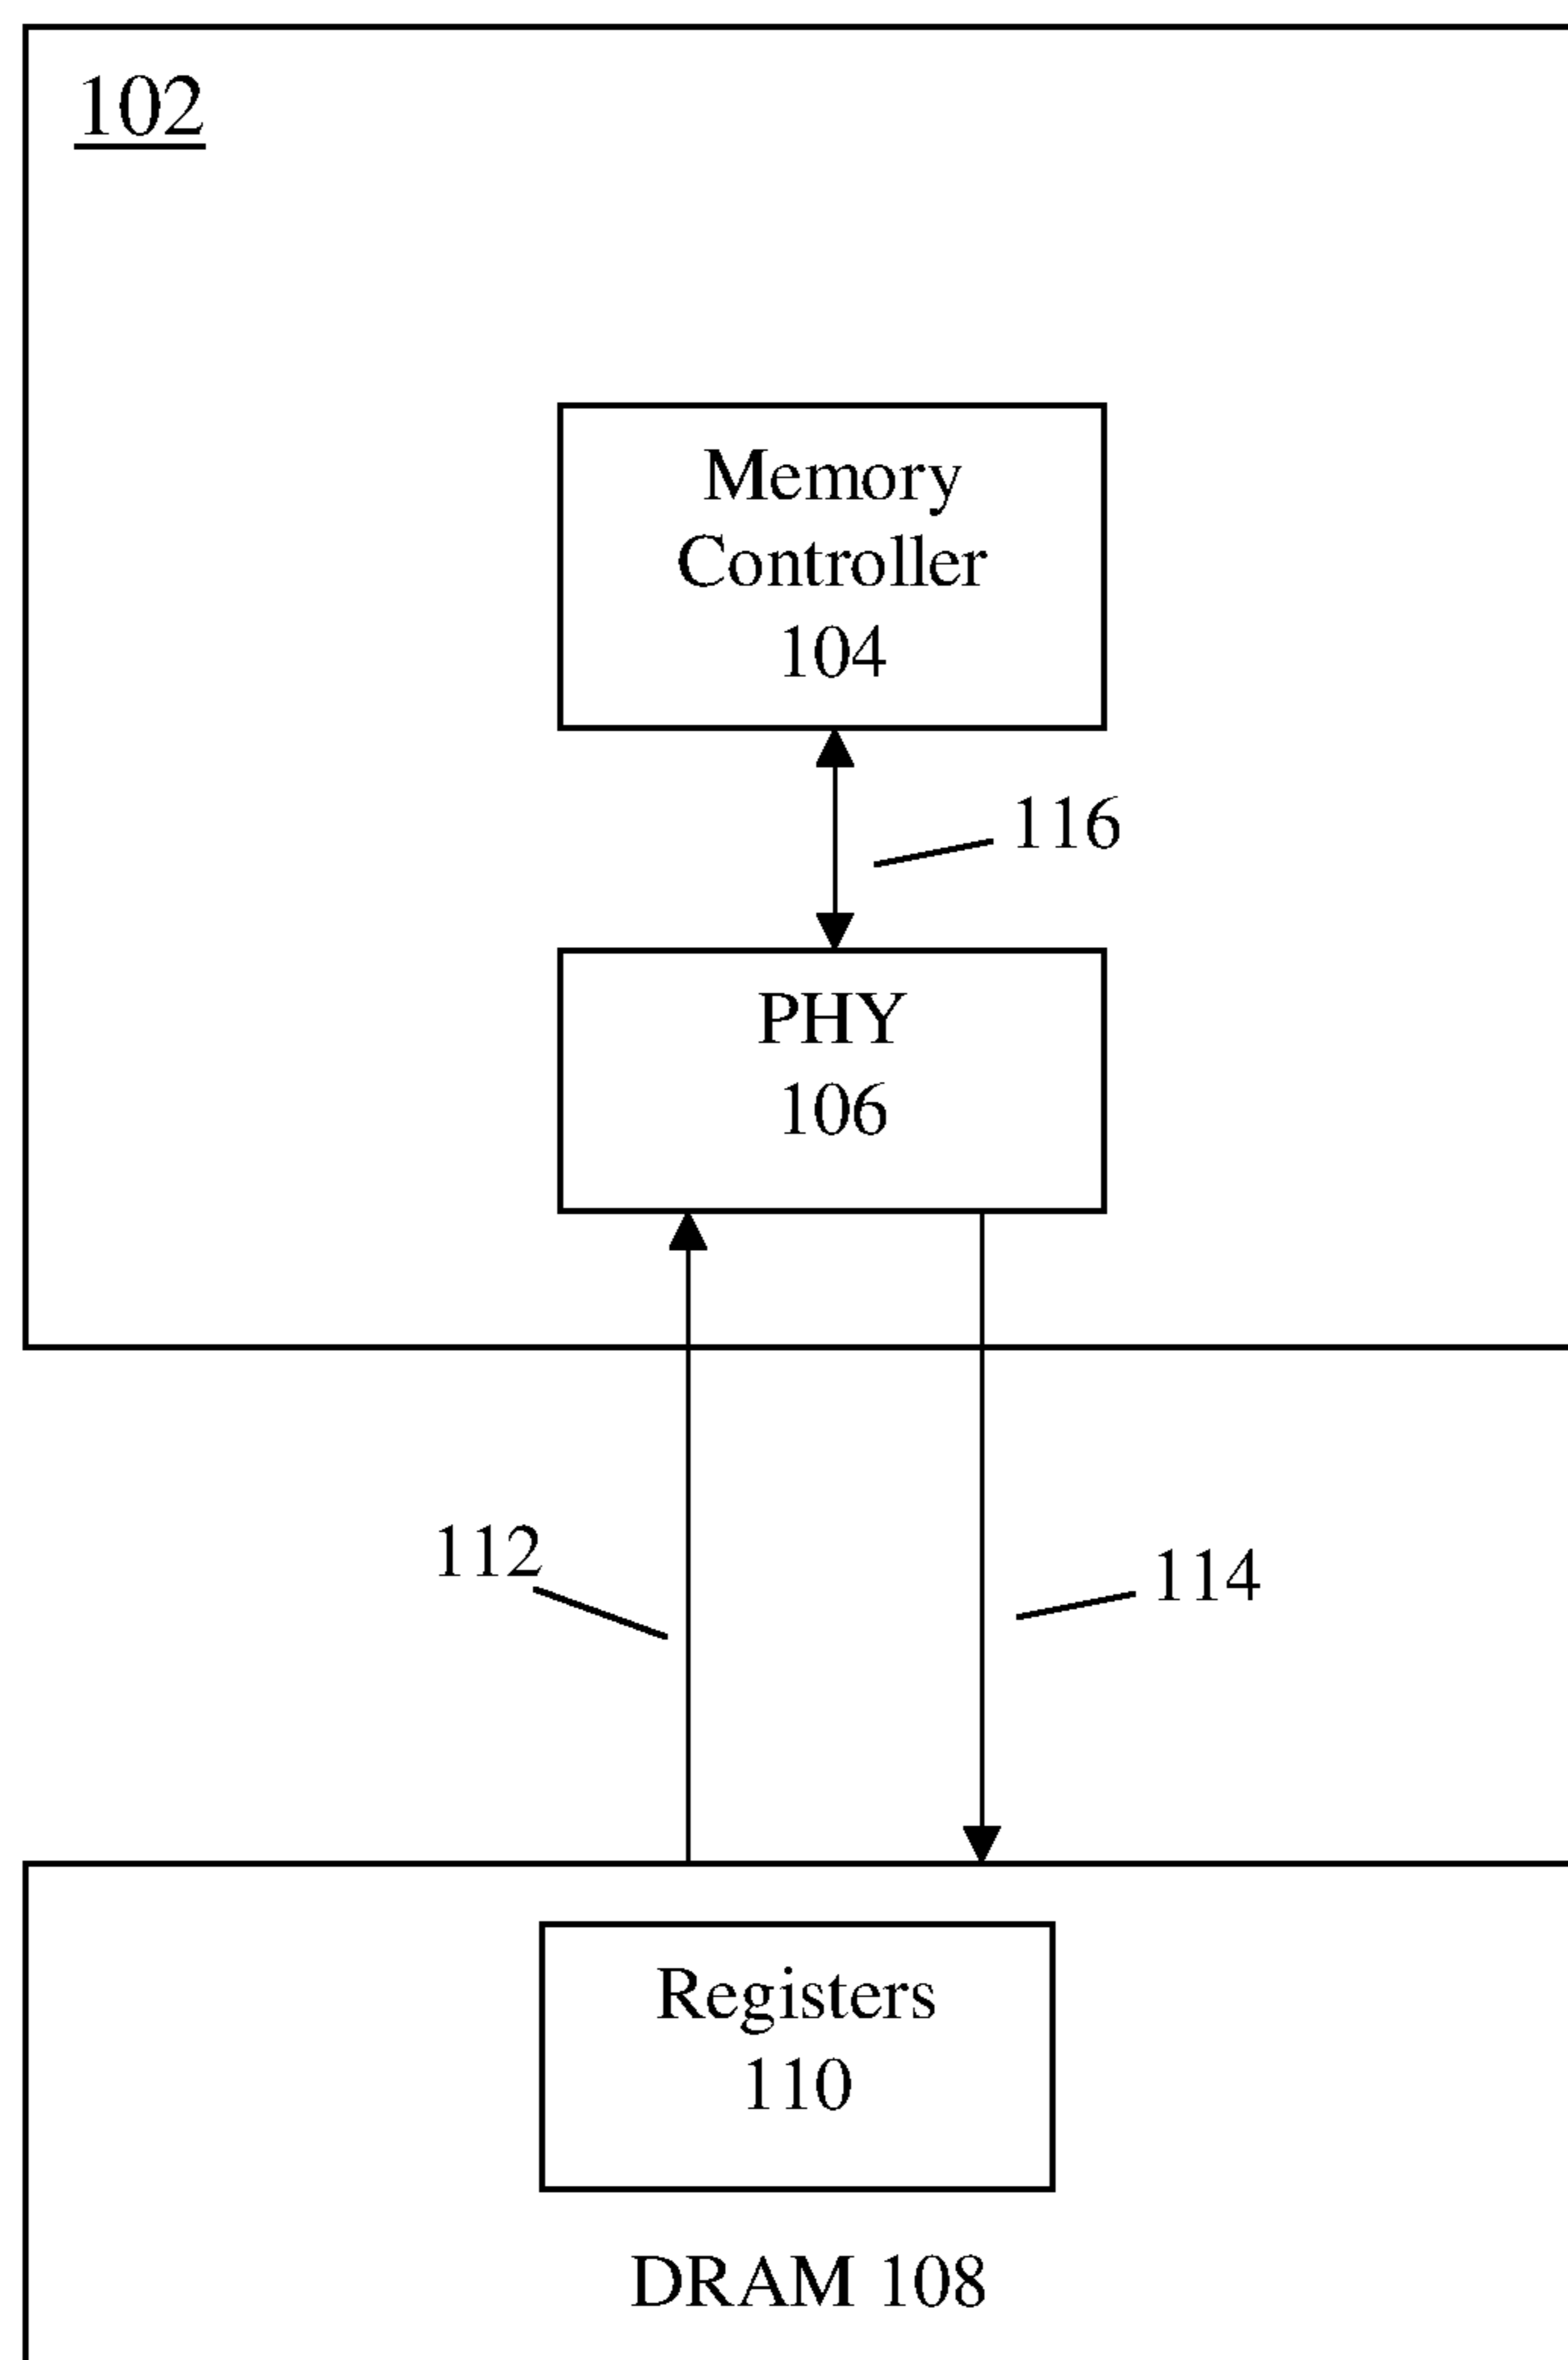 102
Memory
Controller
104
116
PHY
106
112
114
Registers
110
DRAM 108